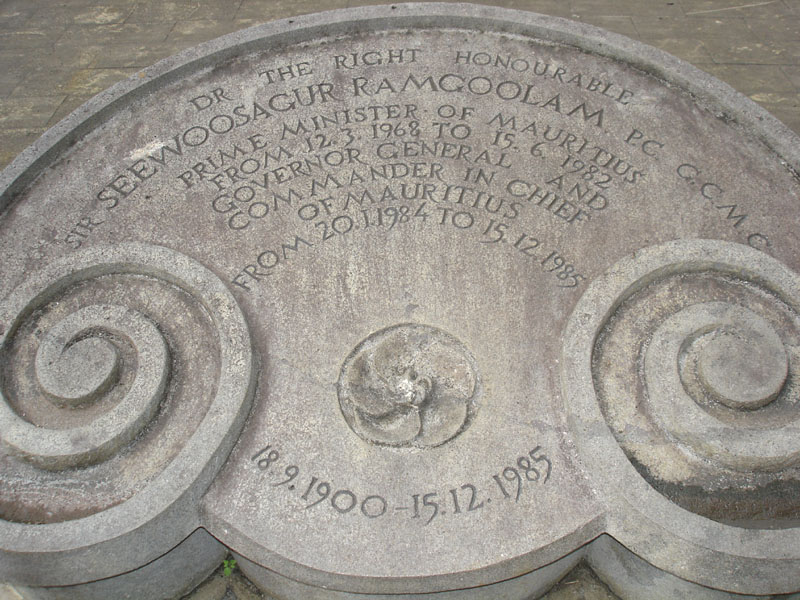 DR THE RIGHT HONOURABLE
SIR SEEWOOSAGUR RAMGOOLAM P.C. G.C.M.G
PRIME MINISTER OF MAURITIUS
FROM 12.3.1968 TO 15.6.1982
GOVERNOR GENERAL AND
COMMANDER IN CHIEF
OF MAURITIUS
FROM 20.1.1984 TO 15.12.1985
18.9.1900-15.12.1985